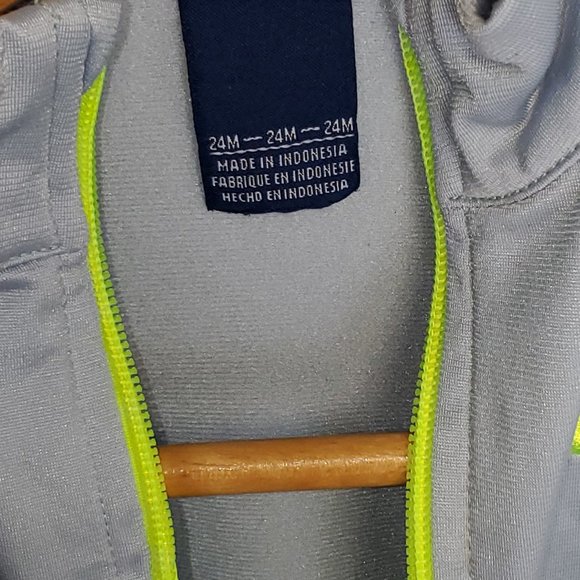 24M — 24M — 24M
MADE IN INDONESIA
FABRIQUE EN INDONESIE
HECHO EN INDONESIA